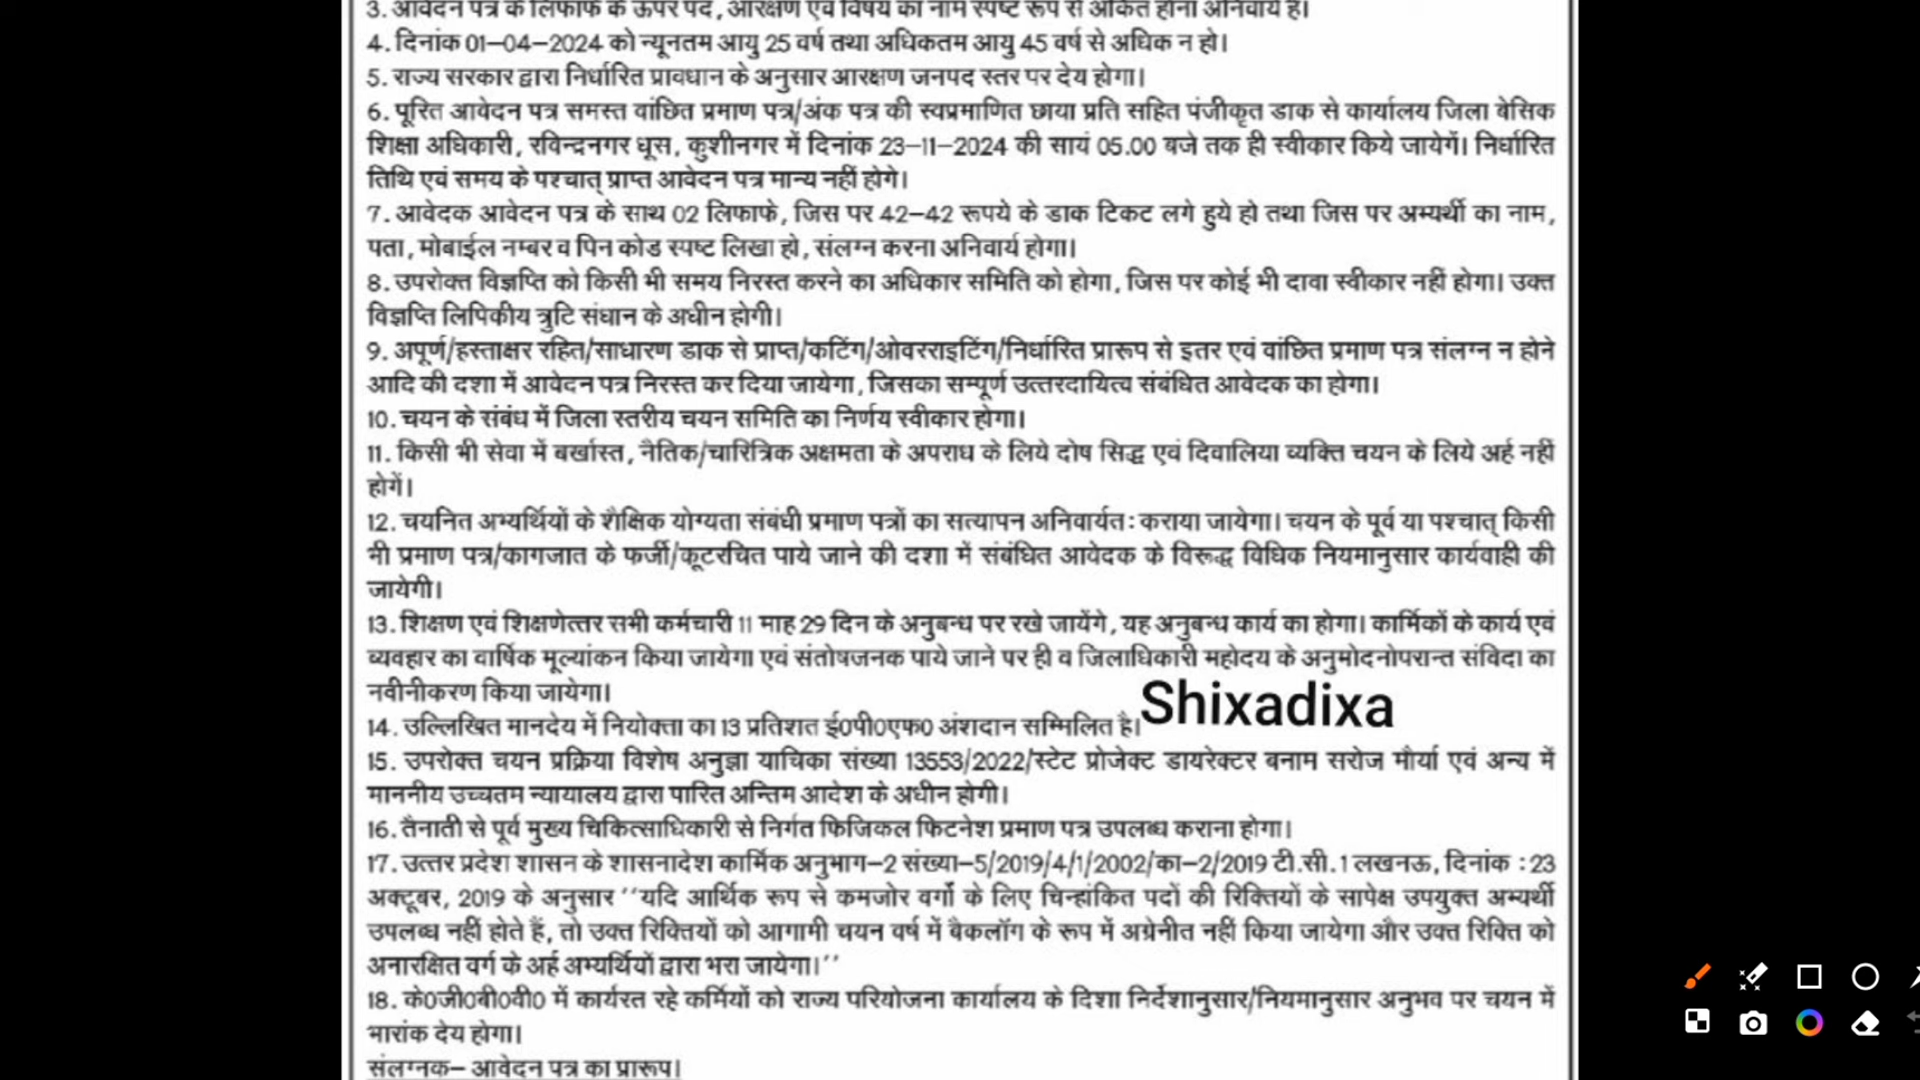 3. आवेदन पत्र के लिफाफे के ऊपर पद, आरक्षण एवं विषय का नाम स्पष्ट रूप से अंकित होना अनिवार्य है।
4. दिनांक 01–04–2024 को न्यूनतम आयु 25 वर्ष तथा अधिकतम आयु 45 वर्ष से अधिक न हो।
5. राज्य सरकार द्वारा निर्धारित प्रावधान के अनुसार आरक्षण जनपद स्तर पर देय होगा।
6. पूरित आवेदन पत्र समस्त वांछित प्रमाण पत्र/अंक पत्र की स्वप्रमाणित छाया प्रति सहित पंजीकृत डाक से कार्यालय जिला बेसिक
शिक्षा अधिकारी, रविन्द्रनगर धूस, कुशीनगर में दिनांक 23–11–2024 की सायं 05.00 बजे तक ही स्वीकार किये जायेगें। निर्धारित
तिथि एवं समय के पश्चात् प्राप्त आवेदन पत्र मान्य नहीं होगे।
7. आवेदक आवेदन पत्र के साथ 02 लिफाफे, जिस पर 42–42 रूपये के डाक टिकट लगे हुये हो तथा जिस पर अभ्यर्थी का नाम,
पता, मोबाईल नम्बर व पिन कोड स्पष्ट लिखा हो, संलग्न करना अनिवार्य होगा।
8. उपरोक्त विज्ञप्ति को किसी भी समय निरस्त करने का अधिकार समिति को होगा, जिस पर कोई भी दावा स्वीकार नहीं होगा। उक्त
विज्ञप्ति लिपिकीय त्रुटि संधान के अधीन होगी।
9. अपूर्ण/हस्ताक्षर रहित/साधारण डाक से प्राप्त/कटिंग/ओवरराइटिंग/निर्धारित प्रारूप से इतर एवं वांछित प्रमाण पत्र संलग्न न होने
आदि की दशा में आवेदन पत्र निरस्त कर दिया जायेगा, जिसका सम्पूर्ण उत्तरदायित्व संबंधित आवेदक का होगा।
10. चयन के संबंध में जिला स्तरीय चयन समिति का निर्णय स्वीकार होगा।
11. किसी भी सेवा में बर्खास्त, नैतिक/चारित्रिक अक्षमता के अपराध के लिये दोष सिद्ध एवं दिवालिया व्यक्ति चयन के लिये अर्ह नहीं
होगें।
12. चयनित अभ्यर्थियों के शैक्षिक योग्यता संबंधी प्रमाण पत्रों का सत्यापन अनिवार्यतः कराया जायेगा। चयन के पूर्व या पश्चात् किसी
भी प्रमाण पत्र/कागजात के फर्जी/कूटरचित पाये जाने की दशा में संबंधित आवेदक के विरूद्ध विधिक नियमानुसार कार्यवाही की
जायेगी।
13. शिक्षण एवं शिक्षणेत्तर सभी कर्मचारी 11 माह 29 दिन के अनुबन्ध पर रखे जायेंगे, यह अनुबन्ध कार्य का होगा। कार्मिकों के कार्य एवं
व्यवहार का वार्षिक मूल्यांकन किया जायेगा एवं संतोषजनक पाये जाने पर ही व जिलाधिकारी महोदय के अनुमोदनोपरान्त संविदा का
नवीनीकरण किया जायेगा।
Shixadixa
14. उल्लिखित मानदेय में नियोक्ता का 13 प्रतिशत ई0पी0एफ0 अंशदान सम्मिलित है।
15. उपरोक्त चयन प्रक्रिया विशेष अनुज्ञा याचिका संख्या 13553/2022/स्टेट प्रोजेक्ट डायरेक्टर बनाम सरोज मौर्या एवं अन्य में
माननीय उच्चतम न्यायालय द्वारा पारित अन्तिम आदेश के अधीन होगी।
16. तैनाती से पूर्व मुख्य चिकित्साधिकारी से निर्गत फिजिकल फिटनेश प्रमाण पत्र उपलब्ध कराना होगा।
17. उत्तर प्रदेश शासन के शासनादेश कार्मिक अनुभाग–2 संख्या–5/2019/4/1/2002/का–2/2019 टी.सी. 1 लखनऊ, दिनांक : 23
अक्टूबर, 2019 के अनुसार ''यदि आर्थिक रूप से कमजोर वर्गों के लिए चिन्हांकित पदों की रिक्तियों के सापेक्ष उपयुक्त अभ्यर्थी
उपलब्ध नहीं होते हैं, तो उक्त रिक्तियों को आगामी चयन वर्ष में बैकलॉग के रूप में अग्रेनीत नहीं किया जायेगा और उक्त रिक्ति को
अनारक्षित वर्ग के अर्ह अभ्यर्थियों द्वारा भरा जायेगा।''
18. के0जी0बी0वी0 में कार्यरत रहे कर्मियों को राज्य परियोजना कार्यालय के दिशा निर्देशानुसार/नियमानुसार अनुभव पर चयन में
भारांक देय होगा।
संलग्नक– आवेदन पत्र का प्रारूप।